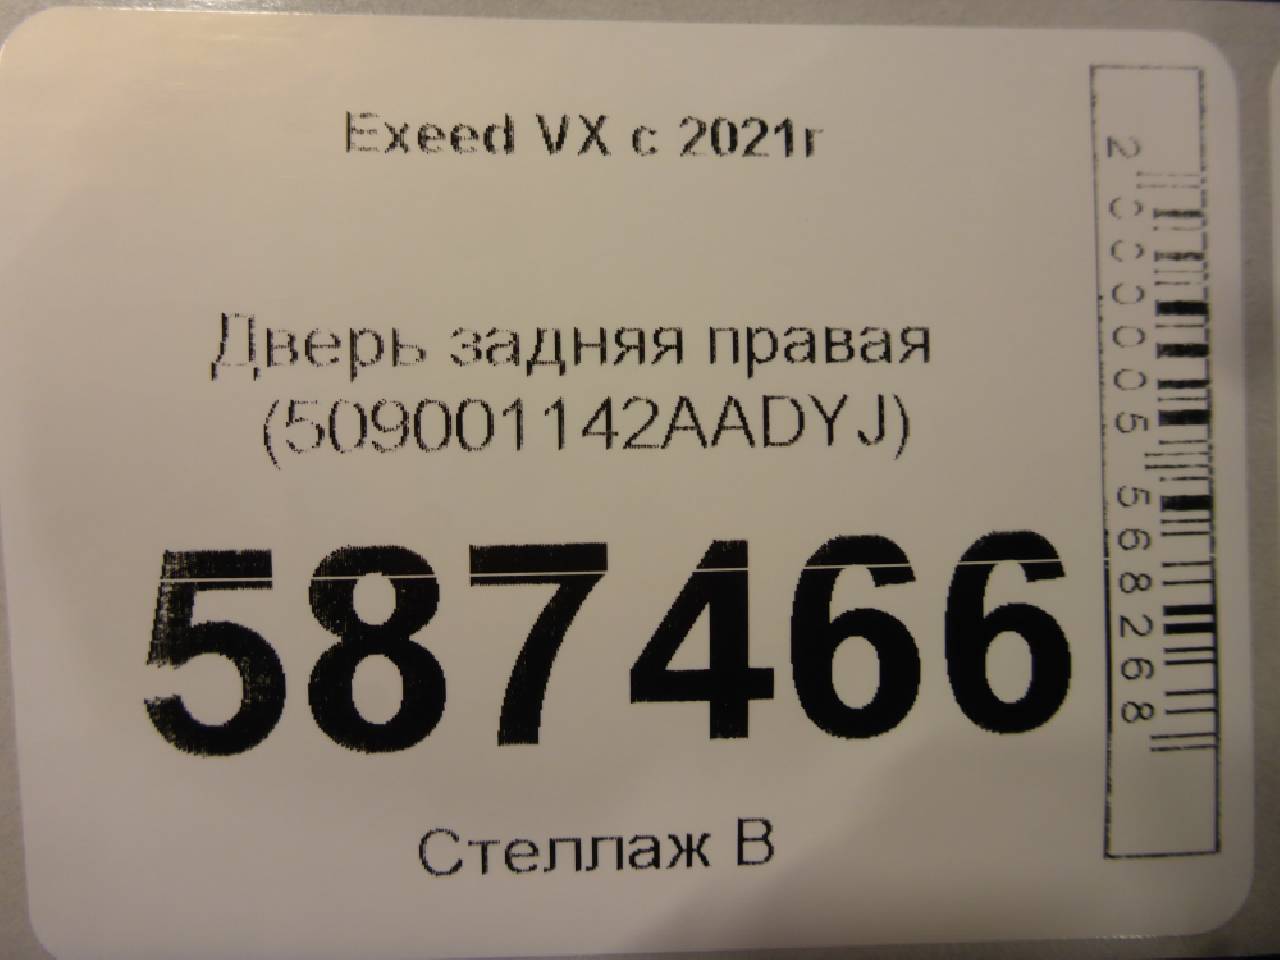 Exeed VX с 2021г
Дверь задняя правая
(509001142AADYJ)
587466
Стеллаж В
2000005568268